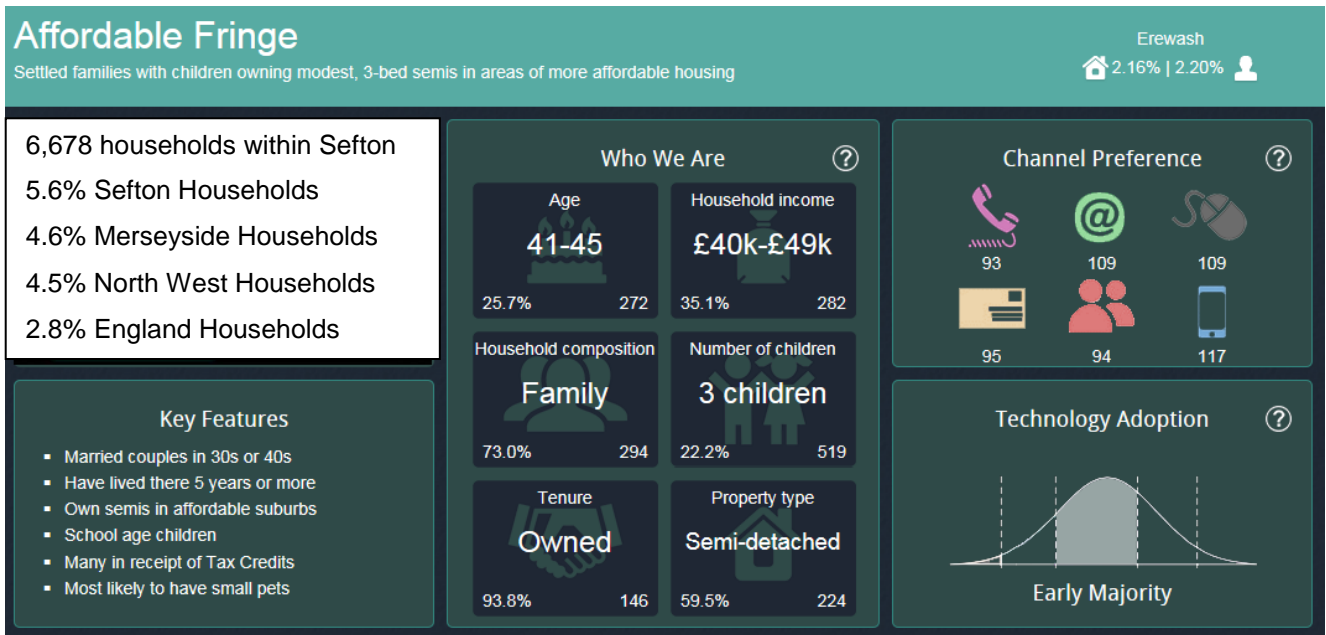 Affordable Fringe
Settled families with children owning modest, 3-bed semis in areas of more affordable housing
Erewash
2.16% | 2.20%
6,678 households within Sefton
5.6% Sefton Households
4.6% Merseyside Households
4.5% North West Households
2.8% England Households
Key Features
▪ Married couples in 30s or 40s
▪ Have lived there 5 years or more
▪ Own semis in affordable suburbs
▪ School age children
▪ Many in receipt of Tax Credits
▪ Most likely to have small pets
Who We Are ?
Age
41-45
25.7% 272
Household income
£40k-£49k
35.1% 282
Household composition
Family
73.0% 294
Number of children
3 children
22.2% 519
Tenure
Owned
93.8% 146
Property type
Semi-detached
59.5% 224
Channel Preference ?
@
93 109 109
95 94 117
Technology Adoption ?
Early Majority